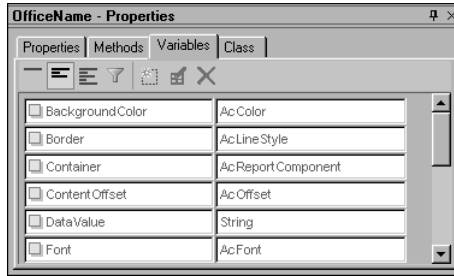 OfficeName - Properties
Properties Methods Variables Class
BackgroundColor AcColor
Border AcLineStyle
Container AcReportComponent
ContentOffset AcOffset
DataValue String
Font AcFont